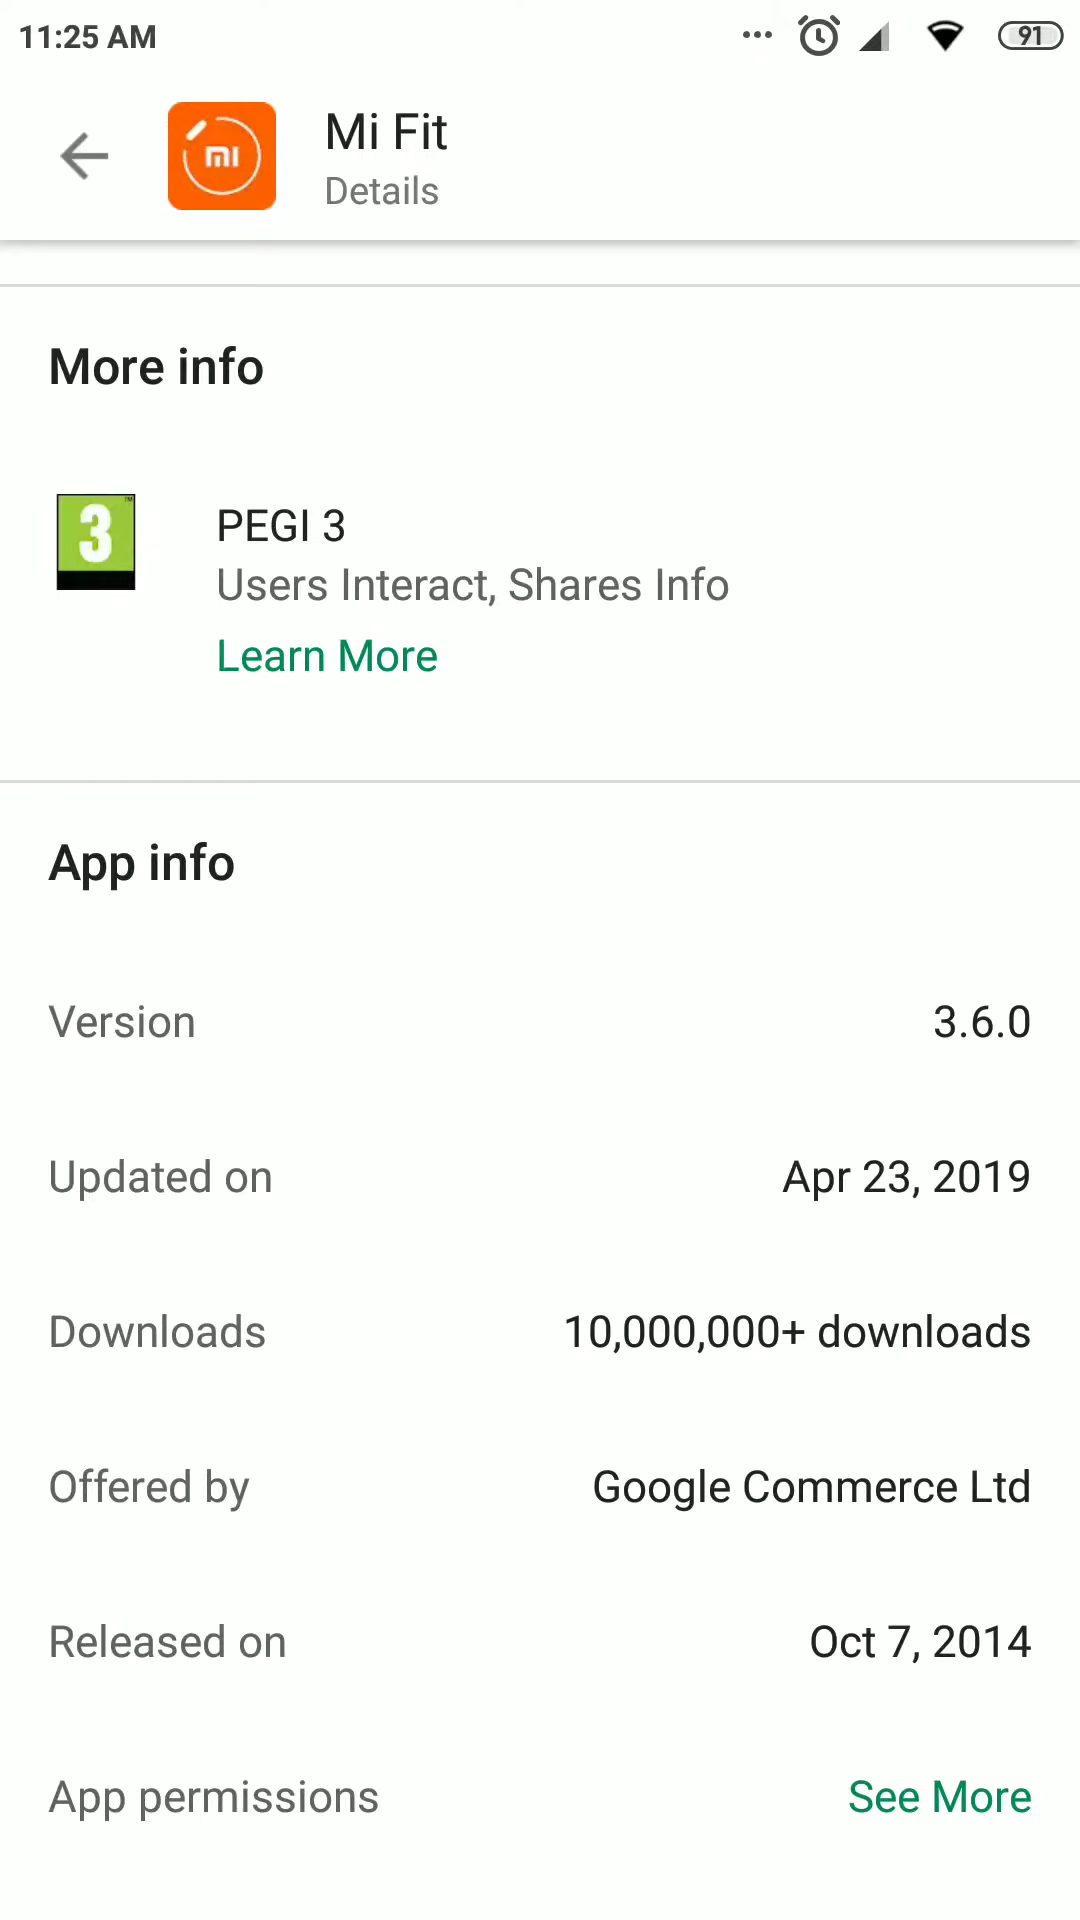 11:25 AM
91
mi
Mi Fit
Details
More info
3
PEGI 3
Users Interact, Shares Info
Learn More
App info
Version 3.6.0
Updated on Apr 23, 2019
Downloads 10,000,000+ downloads
Offered by Google Commerce Ltd
Released on Oct 7, 2014
App permissions See More